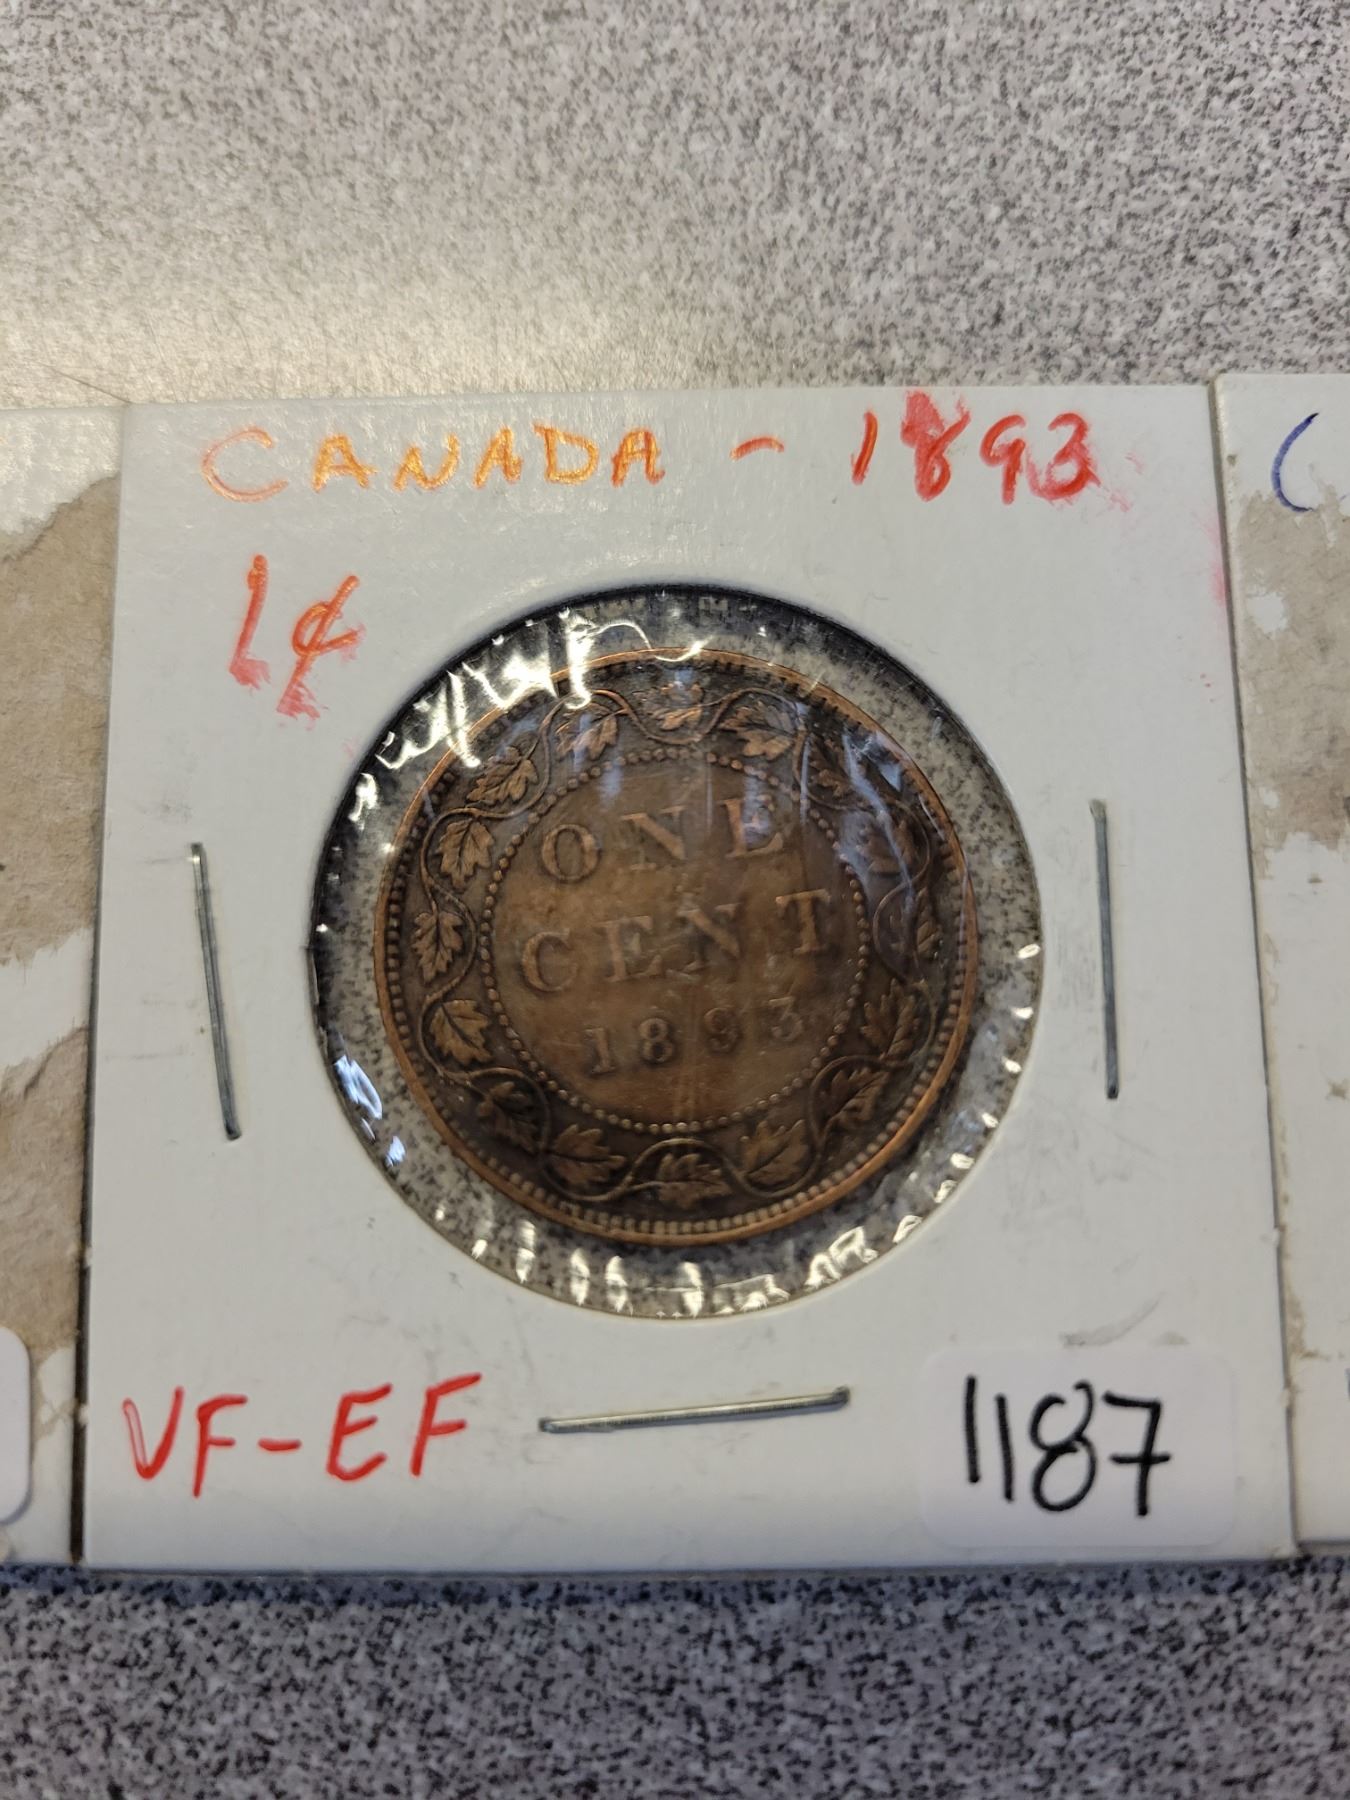 CANADA - 1893
1¢
ONE
CENT
1893
VF-EF
1187